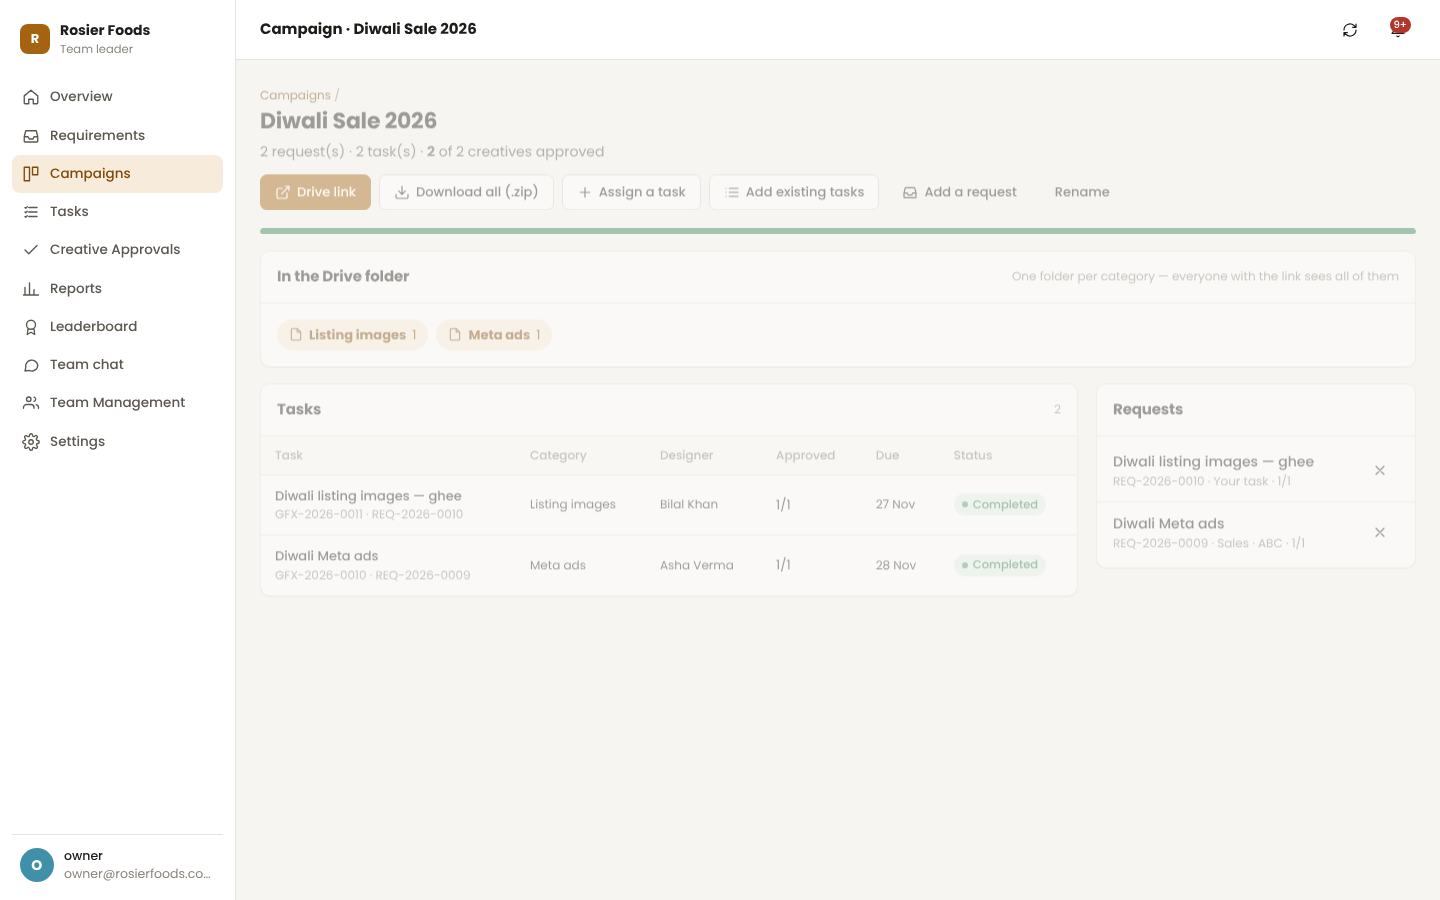 R
Rosier Foods
Team leader
Overview
Requirements
Campaigns
Tasks
Creative Approvals
Reports
Leaderboard
Team chat
Team Management
Settings
O
owner
owner@rosierfoods.co...
Campaign · Diwali Sale 2026
9+
Campaigns /
Diwali Sale 2026
2 request(s) · 2 task(s) · 2 of 2 creatives approved
Drive link
Download all (.zip)
Assign a task
Add existing tasks
Add a request
Rename
In the Drive folder
One folder per category — everyone with the link sees all of them
Listing images 1
Meta ads 1
Tasks
2
Task Category Designer Approved Due Status
Diwali listing images — ghee
GFX-2026-0011 · REQ-2026-0010
Listing images
Bilal Khan
1/1
27 Nov
Completed
Diwali Meta ads
GFX-2026-0010 · REQ-2026-0009
Meta ads
Asha Verma
1/1
28 Nov
Completed
Requests
Diwali listing images — ghee
REQ-2026-0010 · Your task · 1/1
Diwali Meta ads
REQ-2026-0009 · Sales · ABC · 1/1